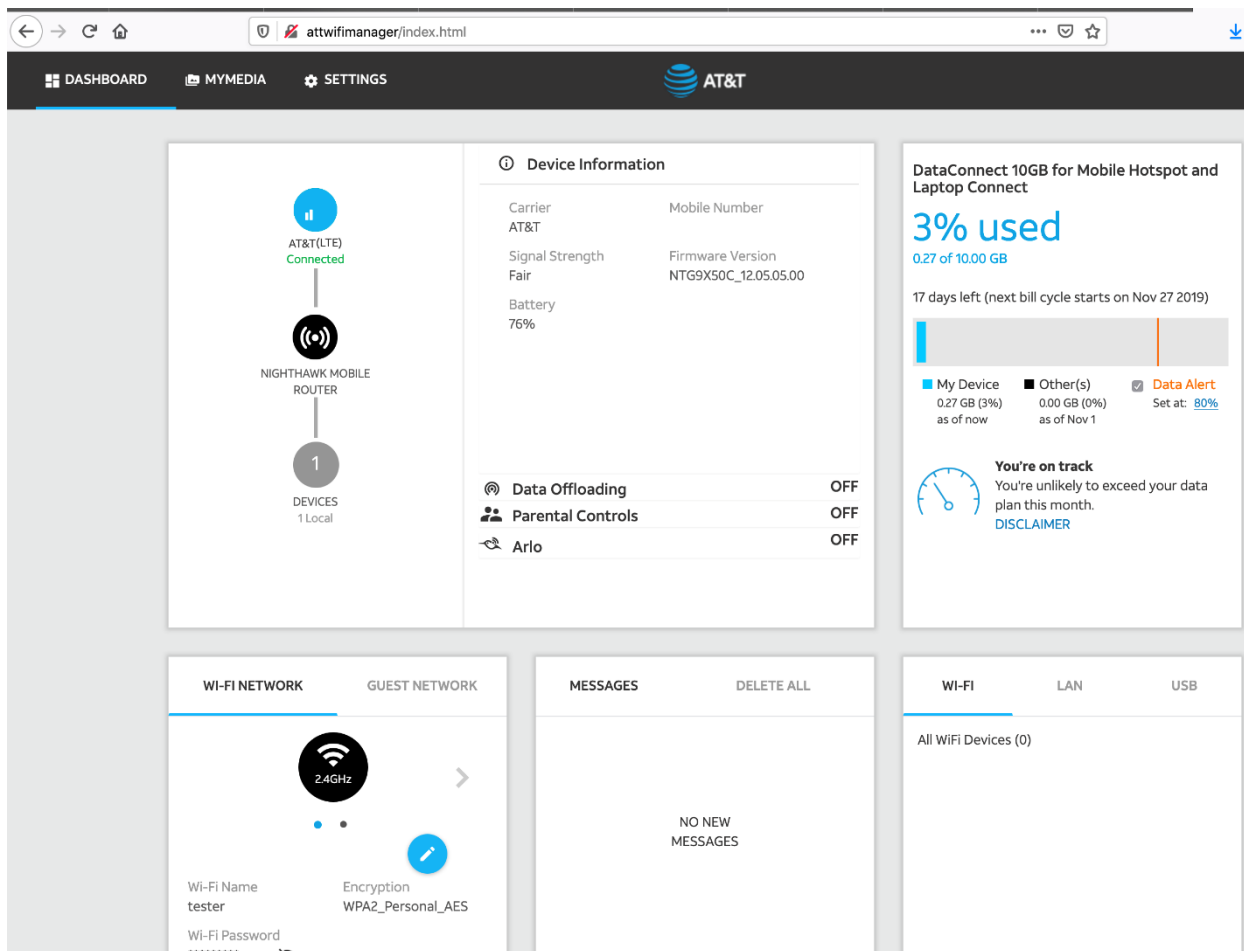 attwifimanager/index.html
DASHBOARD
MYMEDIA
SETTINGS
AT&T
AT&T(LTE)
Connected
NIGHTHAWK MOBILE
ROUTER
1
DEVICES
1 Local
Device Information
Carrier
AT&T
Mobile Number
Signal Strength
Fair
Firmware Version
NTG9X50C_12.05.05.00
Battery
76%
Data Offloading OFF
Parental Controls OFF
Arlo OFF
DataConnect 10GB for Mobile Hotspot and
Laptop Connect
3% used
0.27 of 10.00 GB
17 days left (next bill cycle starts on Nov 27 2019)
My Device
0.27 GB (3%)
as of now
Other(s)
0.00 GB (0%)
as of Nov 1
Data Alert
Set at: 80%
You're on track
You're unlikely to exceed your data
plan this month.
DISCLAIMER
WI-FI NETWORK
GUEST NETWORK
2.4GHz
Wi-Fi Name
tester
Encryption
WPA2_Personal_AES
Wi-Fi Password
MESSAGES
DELETE ALL
NO NEW
MESSAGES
WI-FI
LAN
USB
All WiFi Devices (0)